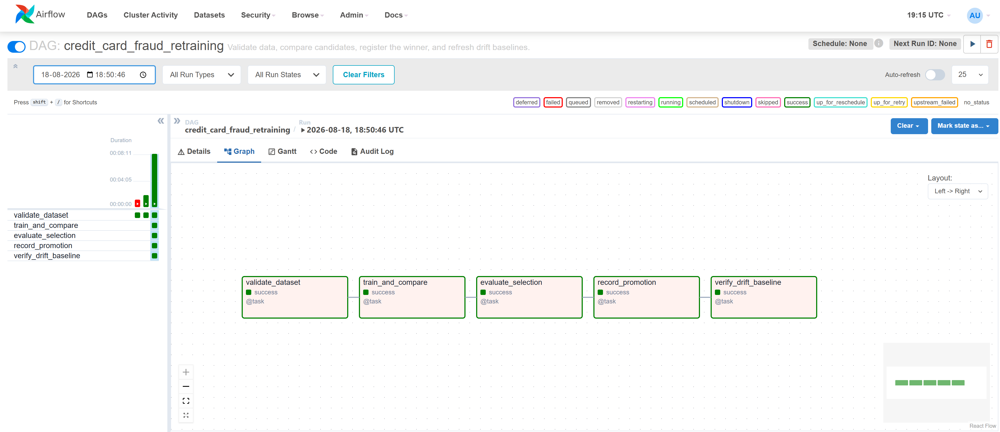 Airflow DAGs Cluster Activity Datasets Security Browse Admin Docs 19:15 UTC AU
DAG: credit_card_fraud_retraining Validate data, compare candidates, register the winner, and refresh drift baselines. Schedule: None i Next Run ID: None
18-08-2026 18:50:46 All Run Types All Run States Clear Filters Auto-refresh 25
Press shift + / for Shortcuts deferred failed queued removed restarting running scheduled shutdown skipped success up_for_reschedule up_for_retry upstream_failed no_status
DAG Run
credit_card_fraud_retraining / 2026-08-18, 18:50:46 UTC Clear Mark state as...
Duration
00:08:11
00:04:05
00:00:00
validate_dataset
train_and_compare
evaluate_selection
record_promotion
verify_drift_baseline
Details Graph Gantt Code Audit Log
Layout:
Left -> Right
validate_dataset train_and_compare evaluate_selection record_promotion verify_drift_baseline
success success success success success
@task @task @task @task @task
React Flow